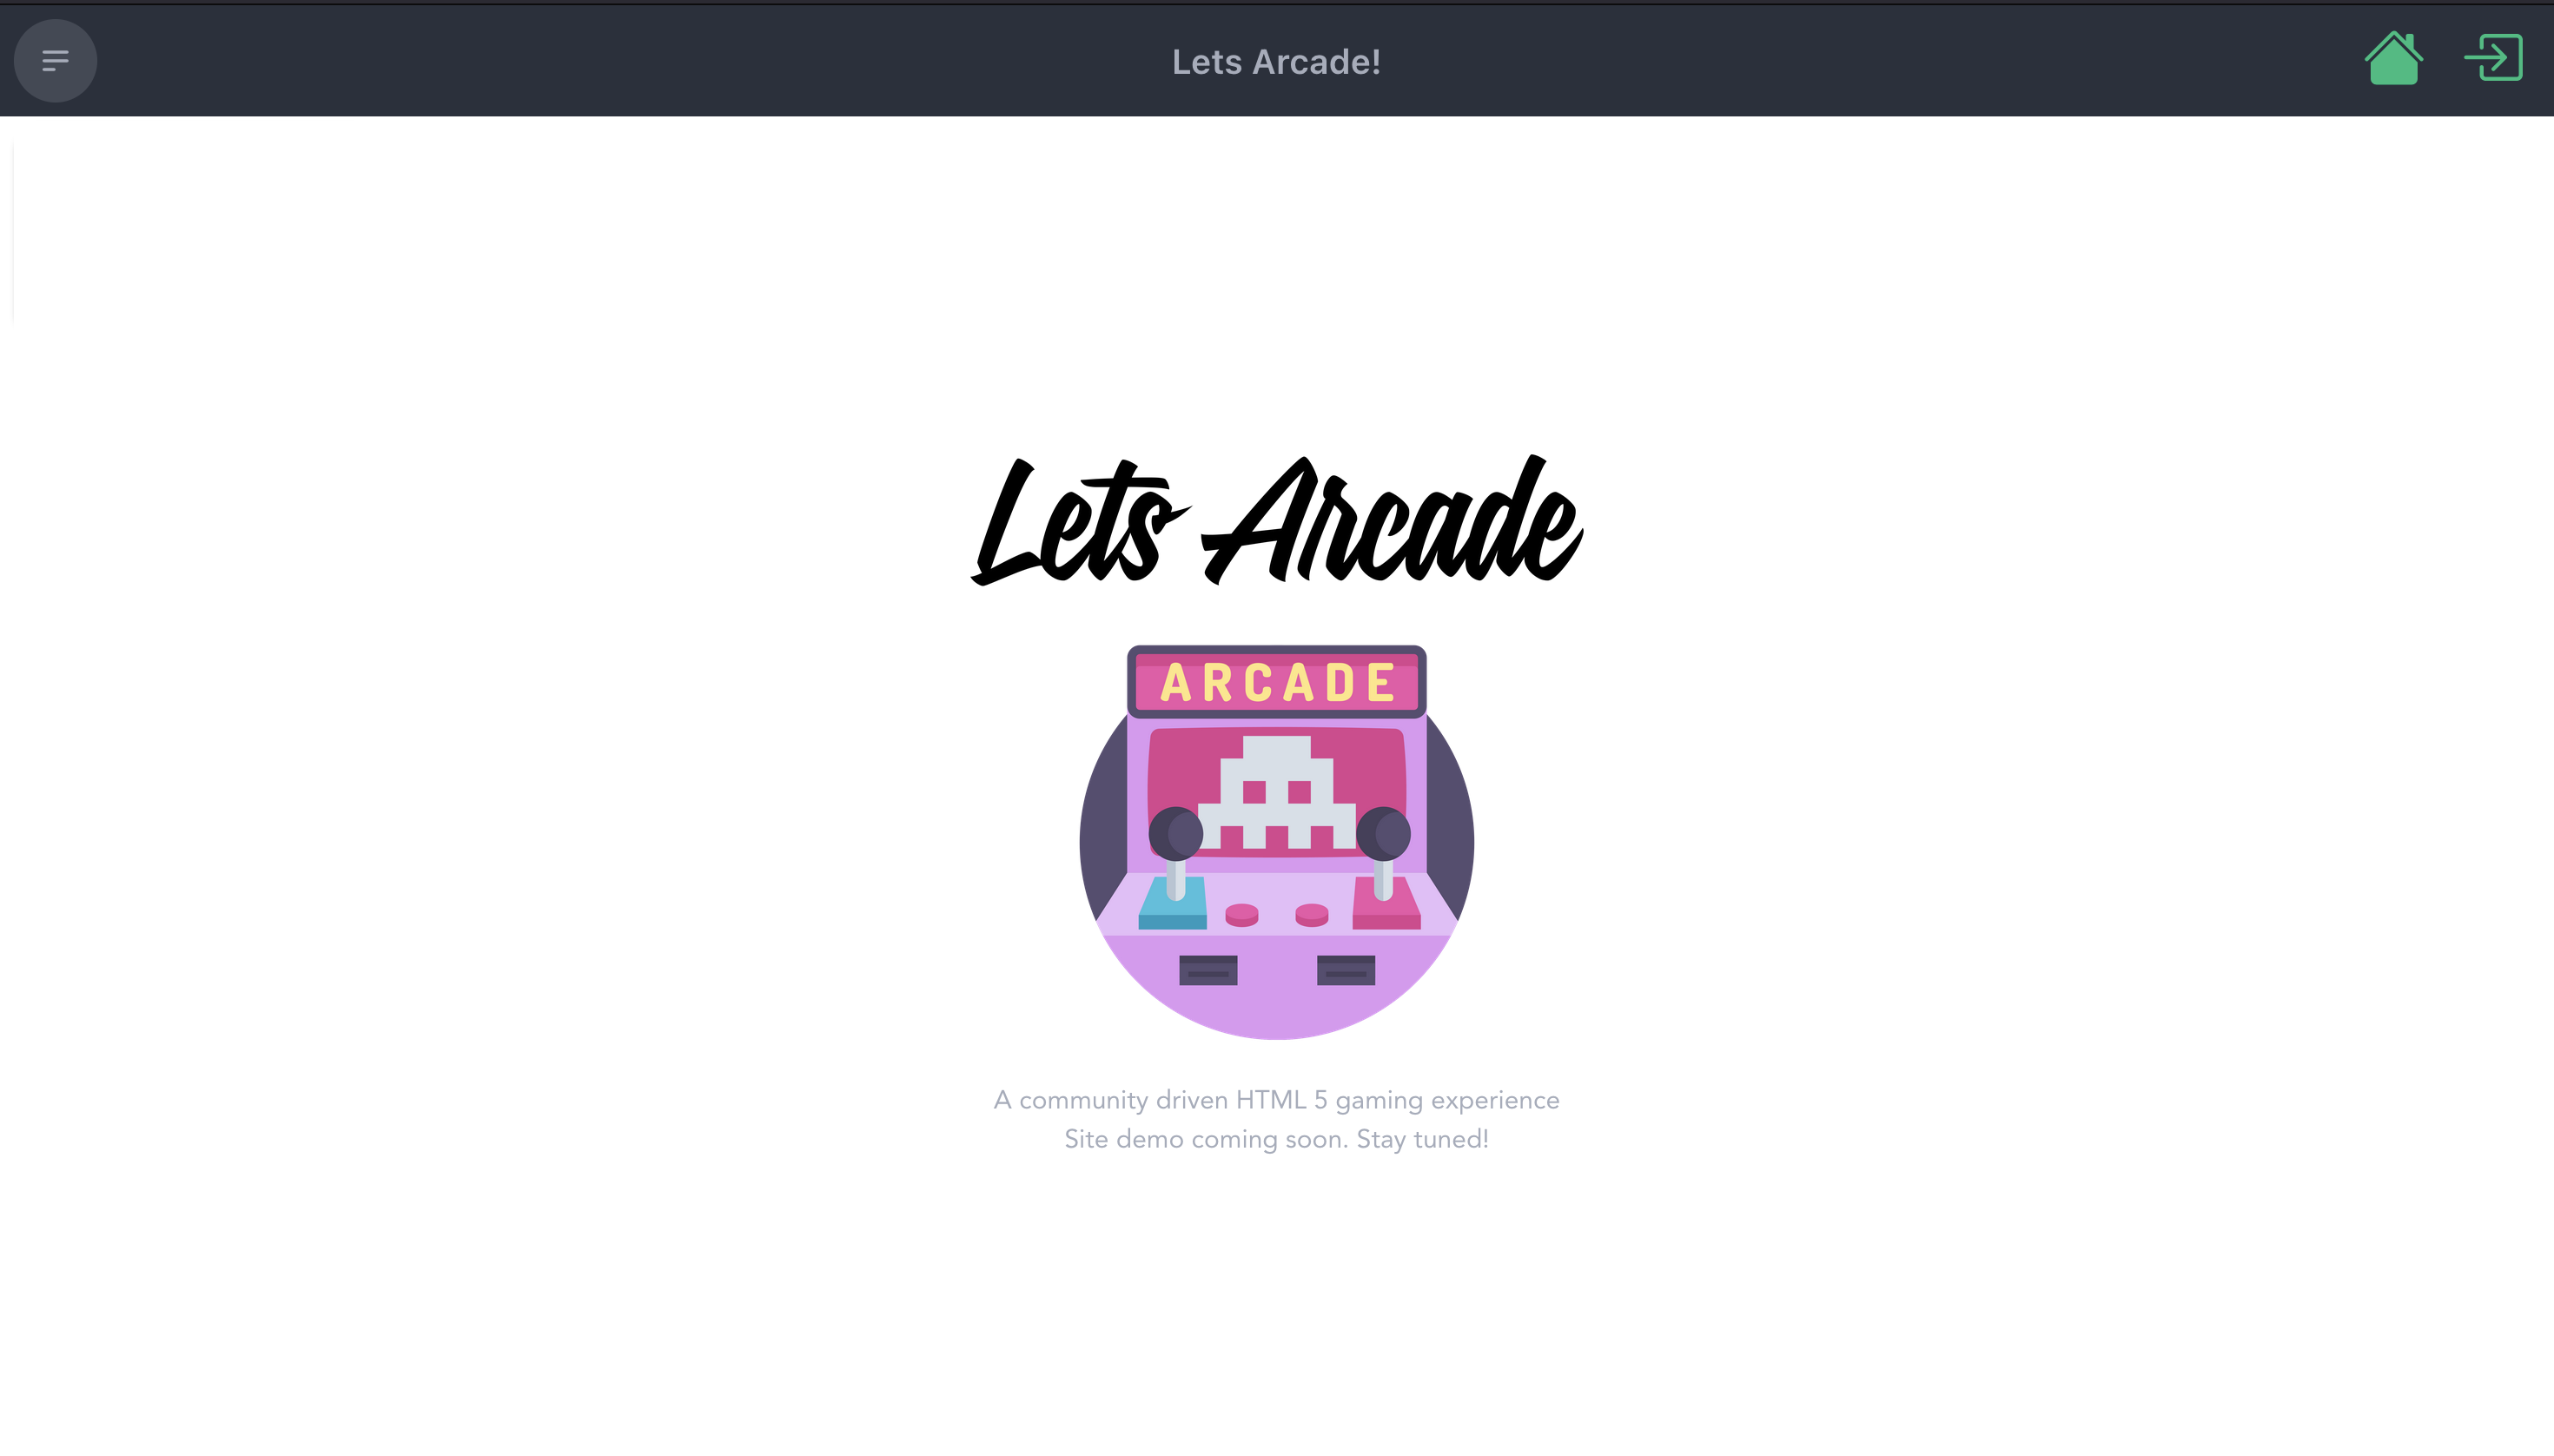 Lets Arcade!
Lets Arcade
ARCADE
A community driven HTML 5 gaming experience
Site demo coming soon. Stay tuned!